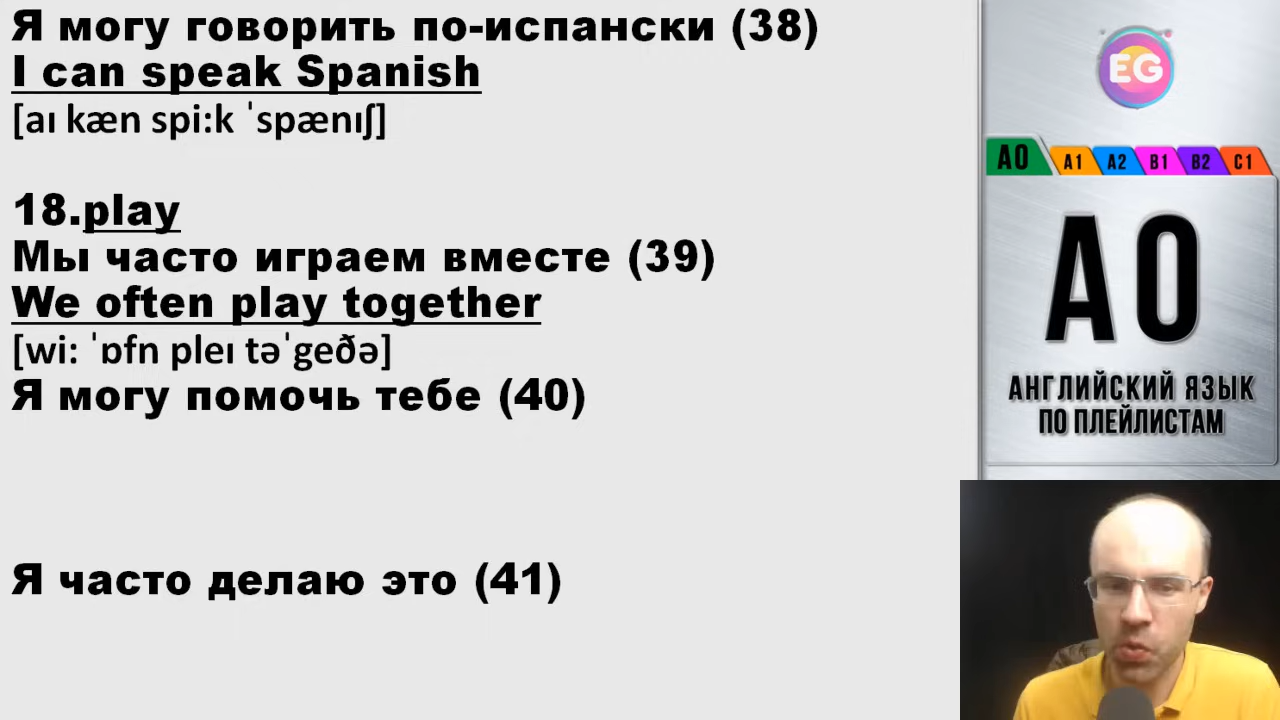 Я могу говорить по-испански (38)
I can speak Spanish
[aɪ kæn spi:k ˈspænɪʃ]
18.play
Мы часто играем вместе (39)
We often play together
[wi: ˈɒfn pleɪ təˈgeðə]
Я могу помочь тебе (40)
Я часто делаю это (41)
EG
A0 A1 A2 B1 B2 C1
A0
АНГЛИЙСКИЙ ЯЗЫК
ПО ПЛЕЙЛИСТАМ